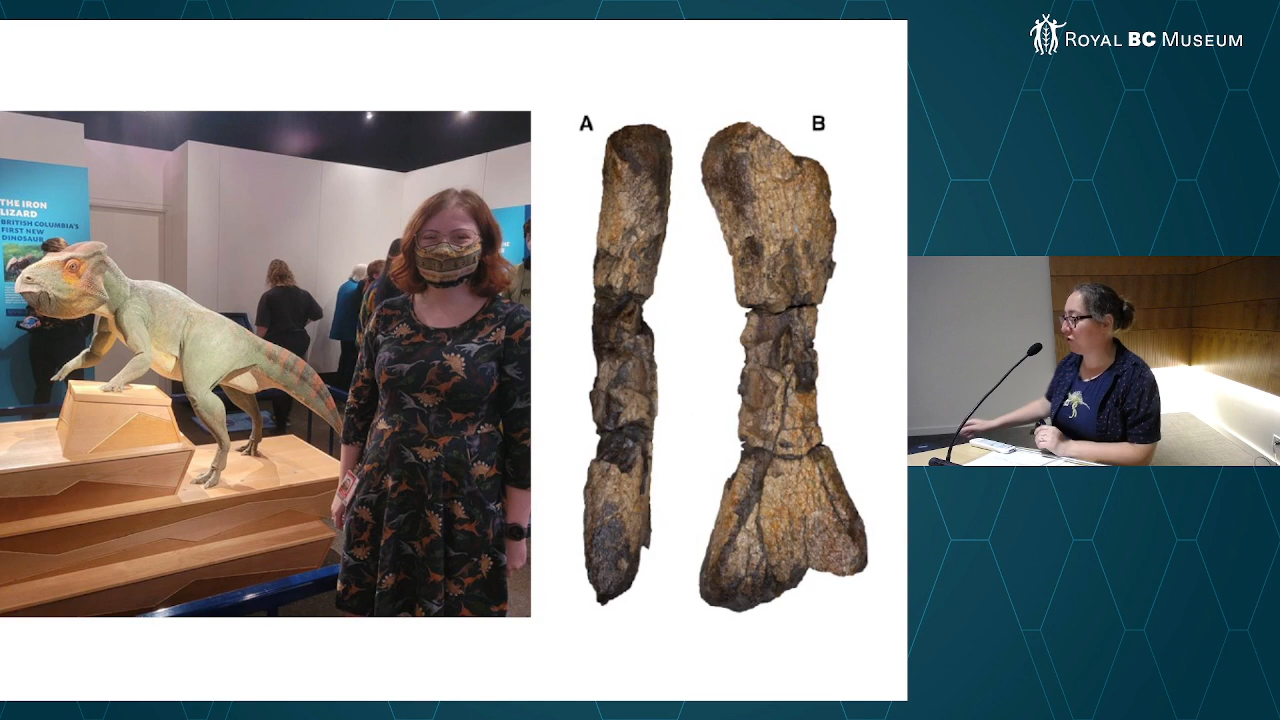 ROYAL BC MUSEUM
A
B
THE IRON
LIZARD
BRITISH COLUMBIA'S
FIRST NEW
DINOSAUR